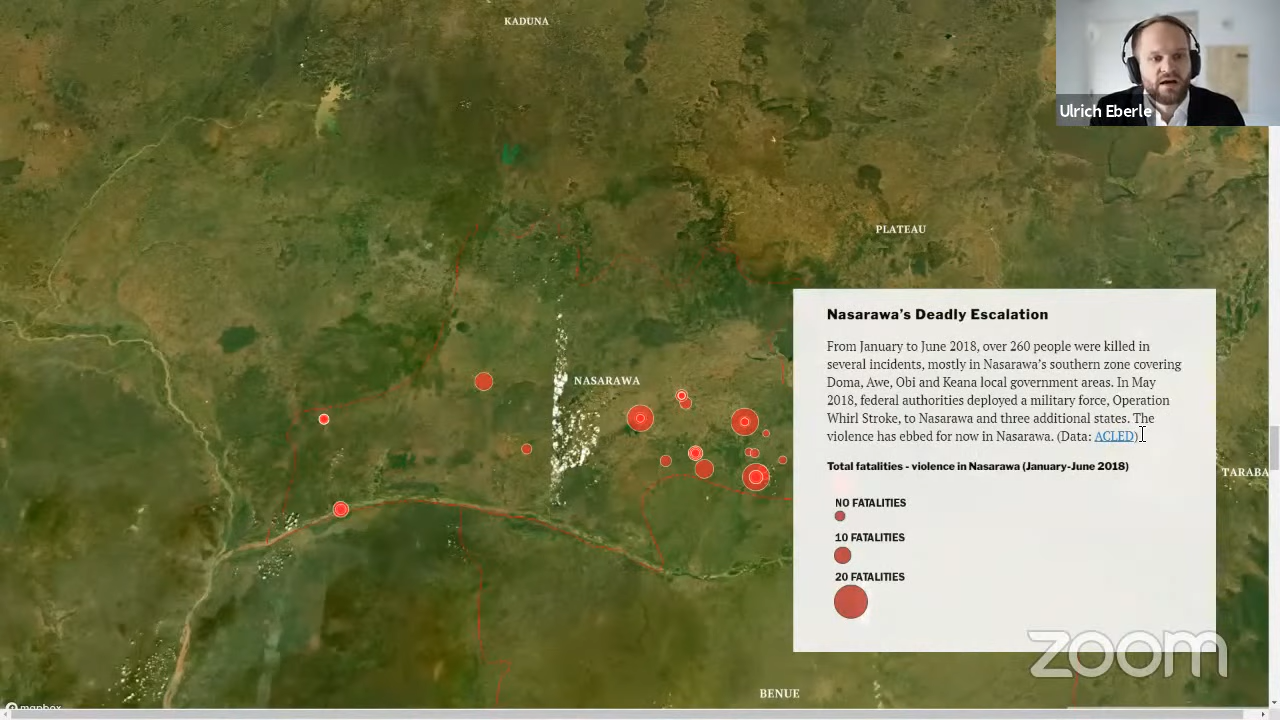 KADUNA
Ulrich Eberle
PLATEAU
Nasarawa's Deadly Escalation
From January to June 2018, over 260 people were killed in
several incidents, mostly in Nasarawa's southern zone covering
Doma, Awe, Obi and Keana local government areas. In May
2018, federal authorities deployed a military force, Operation
Whirl Stroke, to Nasarawa and three additional states. The
violence has ebbed for now in Nasarawa. (Data: ACLED)
NASARAWA
Total fatalities - violence in Nasarawa (January-June 2018)
TARABA
NO FATALITIES
10 FATALITIES
20 FATALITIES
zoom
BENUE
mapbox